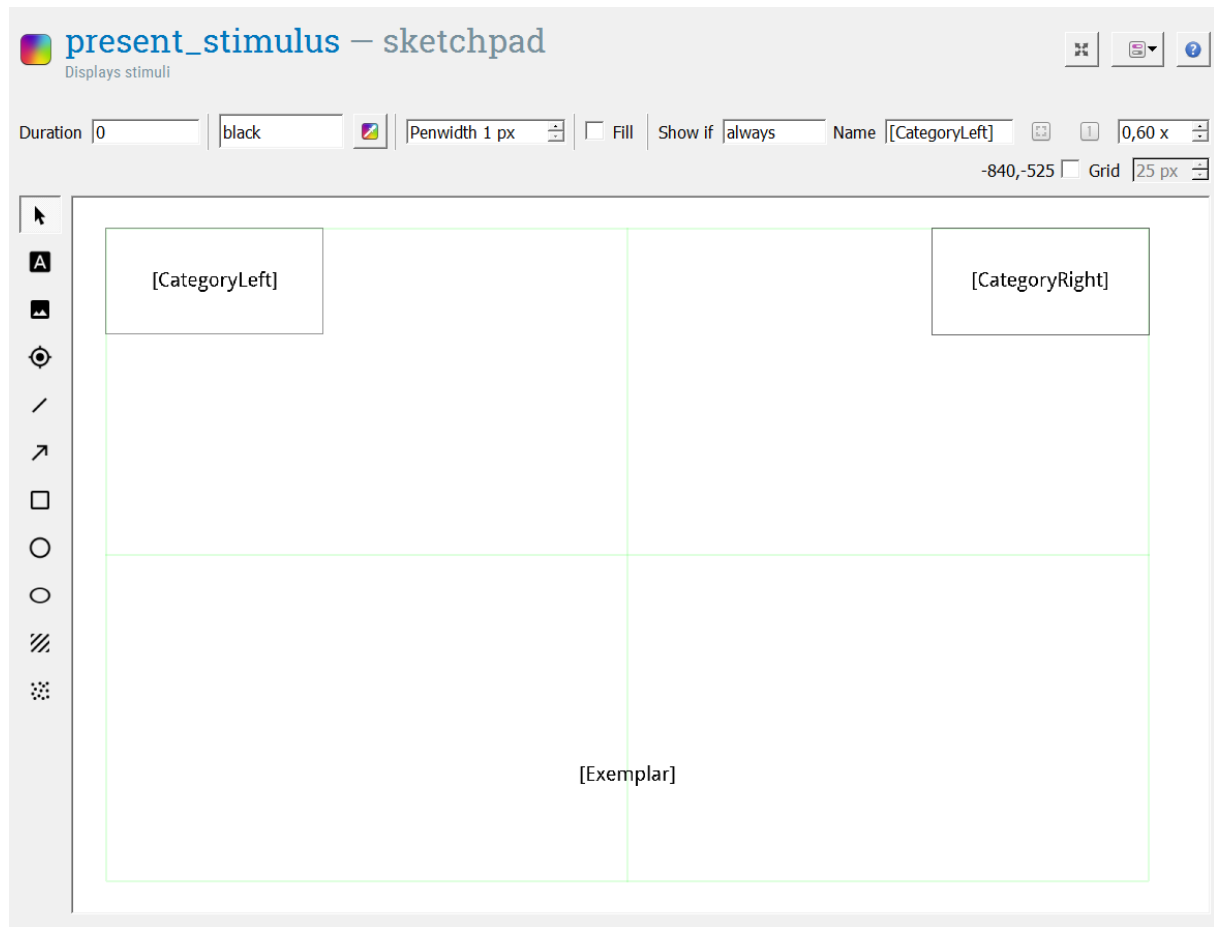 present_stimulus — sketchpad
Displays stimuli
Duration 0 black Penwidth 1 px Fill Show if always Name [CategoryLeft] 1 0,60 x
-840,-525 Grid 25 px
A
[CategoryLeft] [CategoryRight]
[Exemplar]